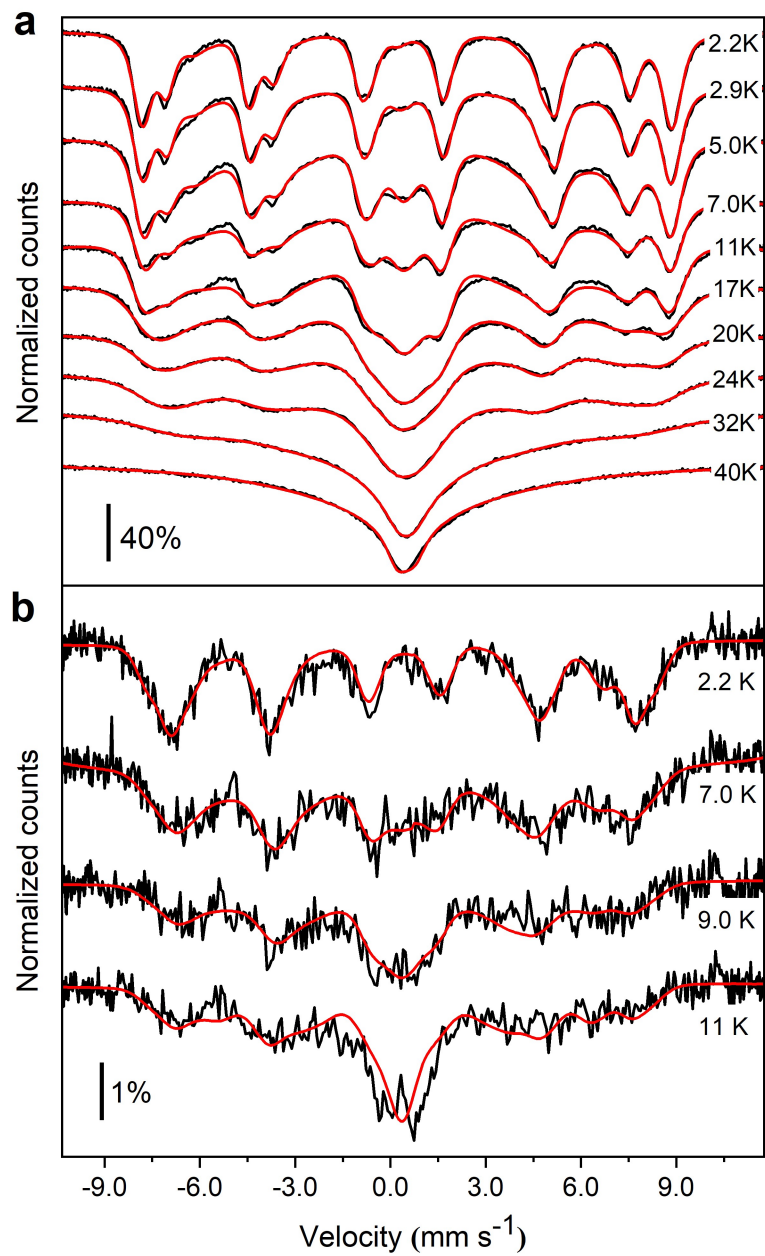 a
2.2K
2.9K
5.0K
7.0K
11K
17K
20K
24K
32K
40K
40%
Normalized counts
b
2.2 K
7.0 K
9.0 K
11 K
1%
Normalized counts
-9.0 -6.0 -3.0 0.0 3.0 6.0 9.0
Velocity (mm s-1)